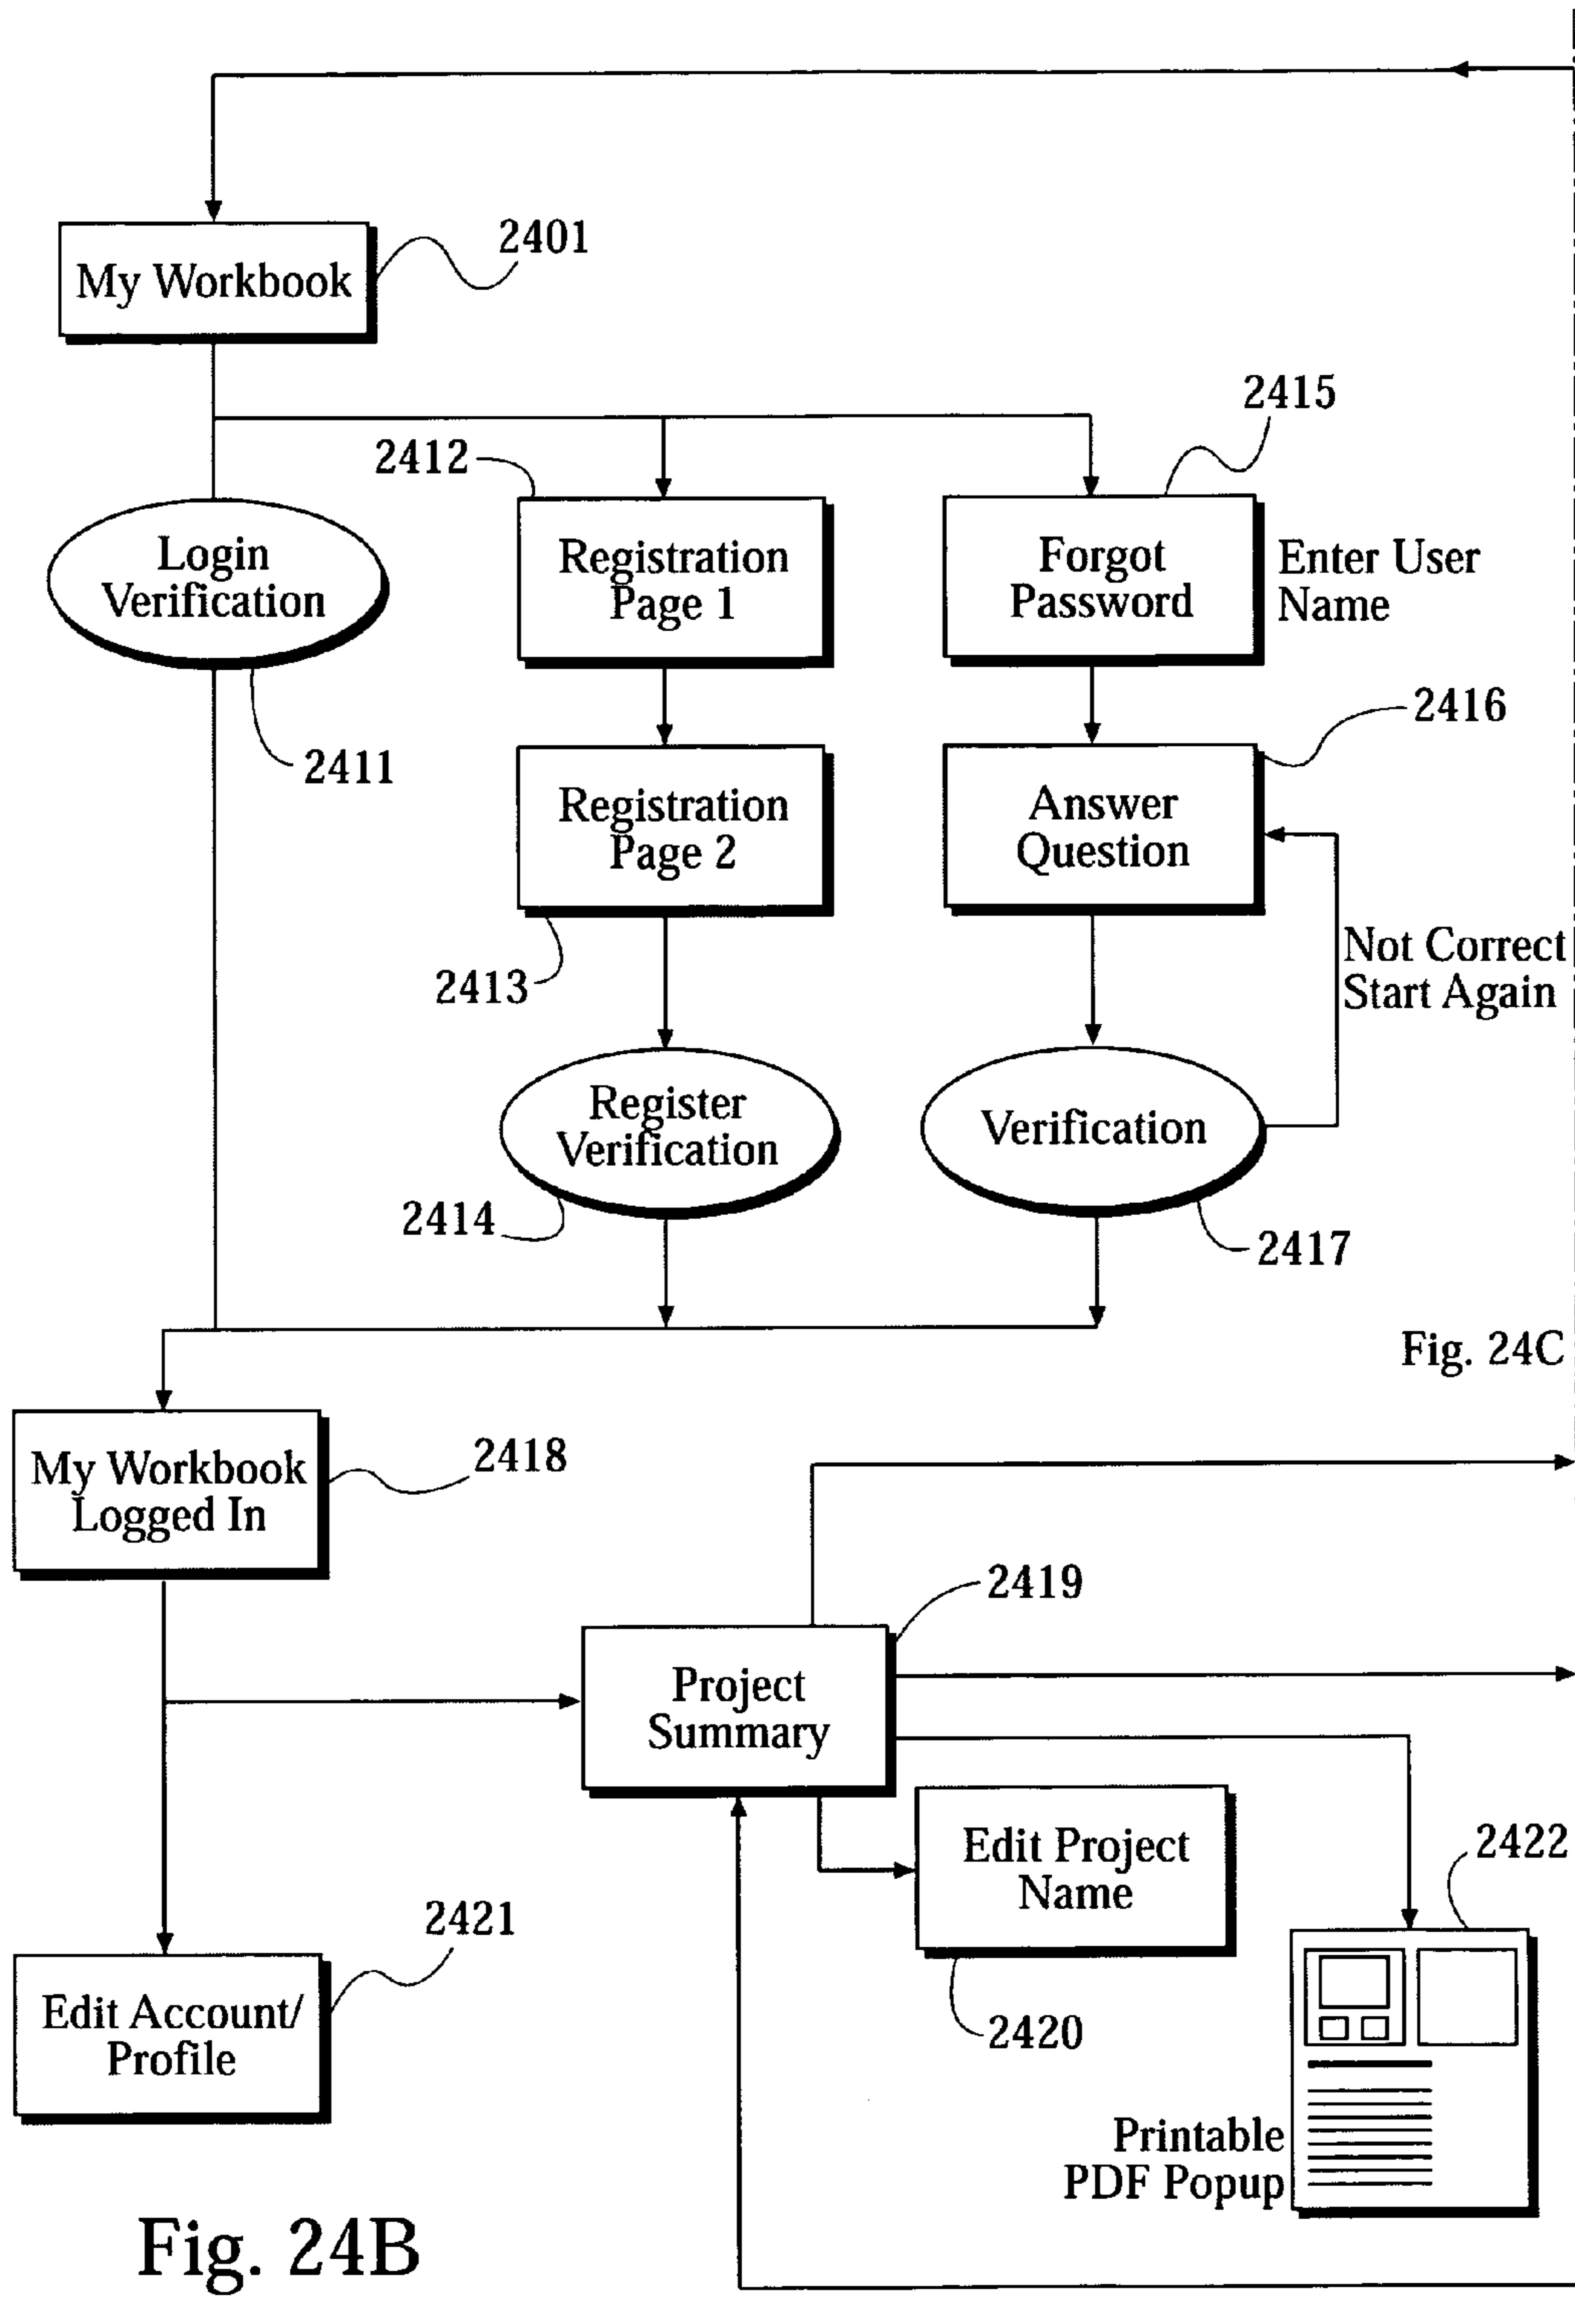 My Workbook
2401
2415
2412
Login
Verification
Registration
Page 1
Forgot
Password
Enter User
Name
2416
2411
Registration
Page 2
Answer
Question
Not Correct
Start Again
2413
Register
Verification
Verification
2414
2417
Fig. 24C
My Workbook
Logged In
2418
2419
Project
Summary
Edit Project
Name
2422
2421
2420
Edit Account/
Profile
Printable
PDF Popup
Fig. 24B